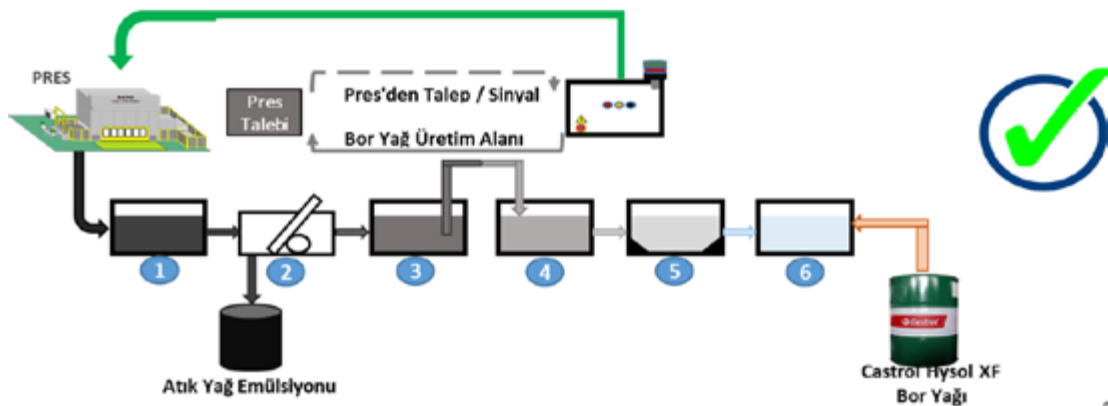 PRES
Pres
Talebi
Pres'den Talep / Sinyal
Bor Yağ Üretim Alanı
1
2
3
4
5
6
Atık Yağ Emülsiyonu
Castrol
Castrol Hysol XF
Bor Yağı